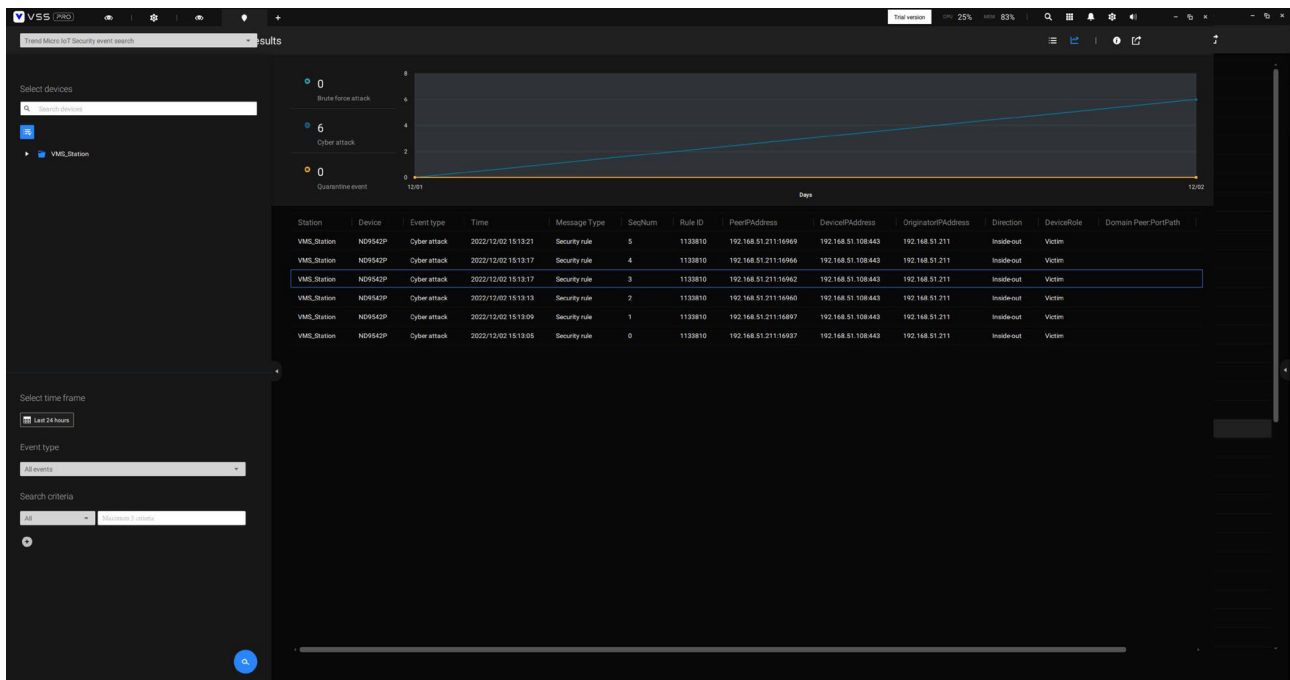 VSS PRO
+
Trial version
CPU 25%
MEM 83%
Trend Micro IoT Security event search
sults
Select devices
Search devices
VMS_Station
0
Brute force attack
6
Cyber attack
0
Quarantine event
8
6
4
2
0
12/01
12/02
Days
Station Device Event type Time Message Type SeqNum Rule ID PeerIPAddress DeviceIPAddress OriginatorIPAddress Direction DeviceRole Domain Peer:PortPath
VMS_Station ND9542P Cyber attack 2022/12/02 15:13:21 Security rule 5 1133810 192.168.51.211:16969 192.168.51.108:443 192.168.51.211 Inside-out Victim
VMS_Station ND9542P Cyber attack 2022/12/02 15:13:17 Security rule 4 1133810 192.168.51.211:16966 192.168.51.108:443 192.168.51.211 Inside-out Victim
VMS_Station ND9542P Cyber attack 2022/12/02 15:13:17 Security rule 3 1133810 192.168.51.211:16962 192.168.51.108:443 192.168.51.211 Inside-out Victim
VMS_Station ND9542P Cyber attack 2022/12/02 15:13:13 Security rule 2 1133810 192.168.51.211:16960 192.168.51.108:443 192.168.51.211 Inside-out Victim
VMS_Station ND9542P Cyber attack 2022/12/02 15:13:09 Security rule 1 1133810 192.168.51.211:16897 192.168.51.108:443 192.168.51.211 Inside-out Victim
VMS_Station ND9542P Cyber attack 2022/12/02 15:13:05 Security rule 0 1133810 192.168.51.211:16937 192.168.51.108:443 192.168.51.211 Inside-out Victim
Select time frame
Last 24 hours
Event type
All events
Search criteria
All
Maximum 5 criteria